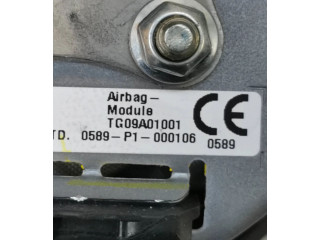 Airbag-
Module
TG09A01001
TD. 0589-P1-000106
CE
0589